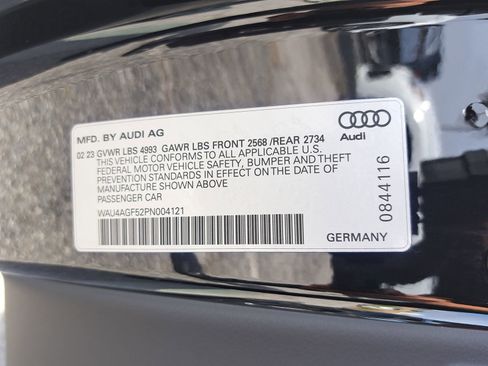 MFD. BY AUDI AG
02 23 GVWR LBS 4993 GAWR LBS FRONT 2568 /REAR 2734
THIS VEHICLE CONFORMS TO ALL APPLICABLE U.S.
FEDERAL MOTOR VEHICLE SAFETY, BUMPER AND THEFT
PREVENTION STANDARDS IN EFFECT ON THE DATE OF
MANUFACTURE SHOWN ABOVE
PASSENGER CAR
WAU4AGF52PN004121
Audi
0844116
GERMANY